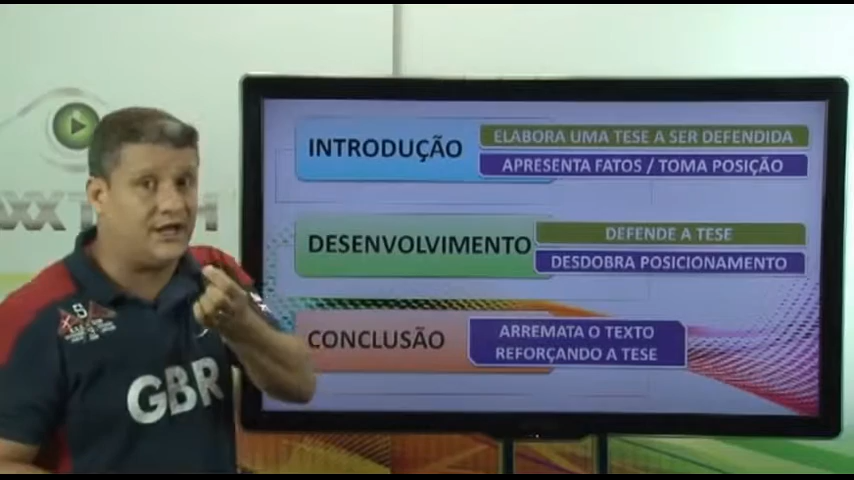 INTRODUÇÃO
ELABORA UMA TESE A SER DEFENDIDA
APRESENTA FATOS / TOMA POSIÇÃO
DESENVOLVIMENTO
DEFENDE A TESE
DESDOBRA POSICIONAMENTO
CONCLUSÃO
ARREMATA O TEXTO
REFORÇANDO A TESE
GBR